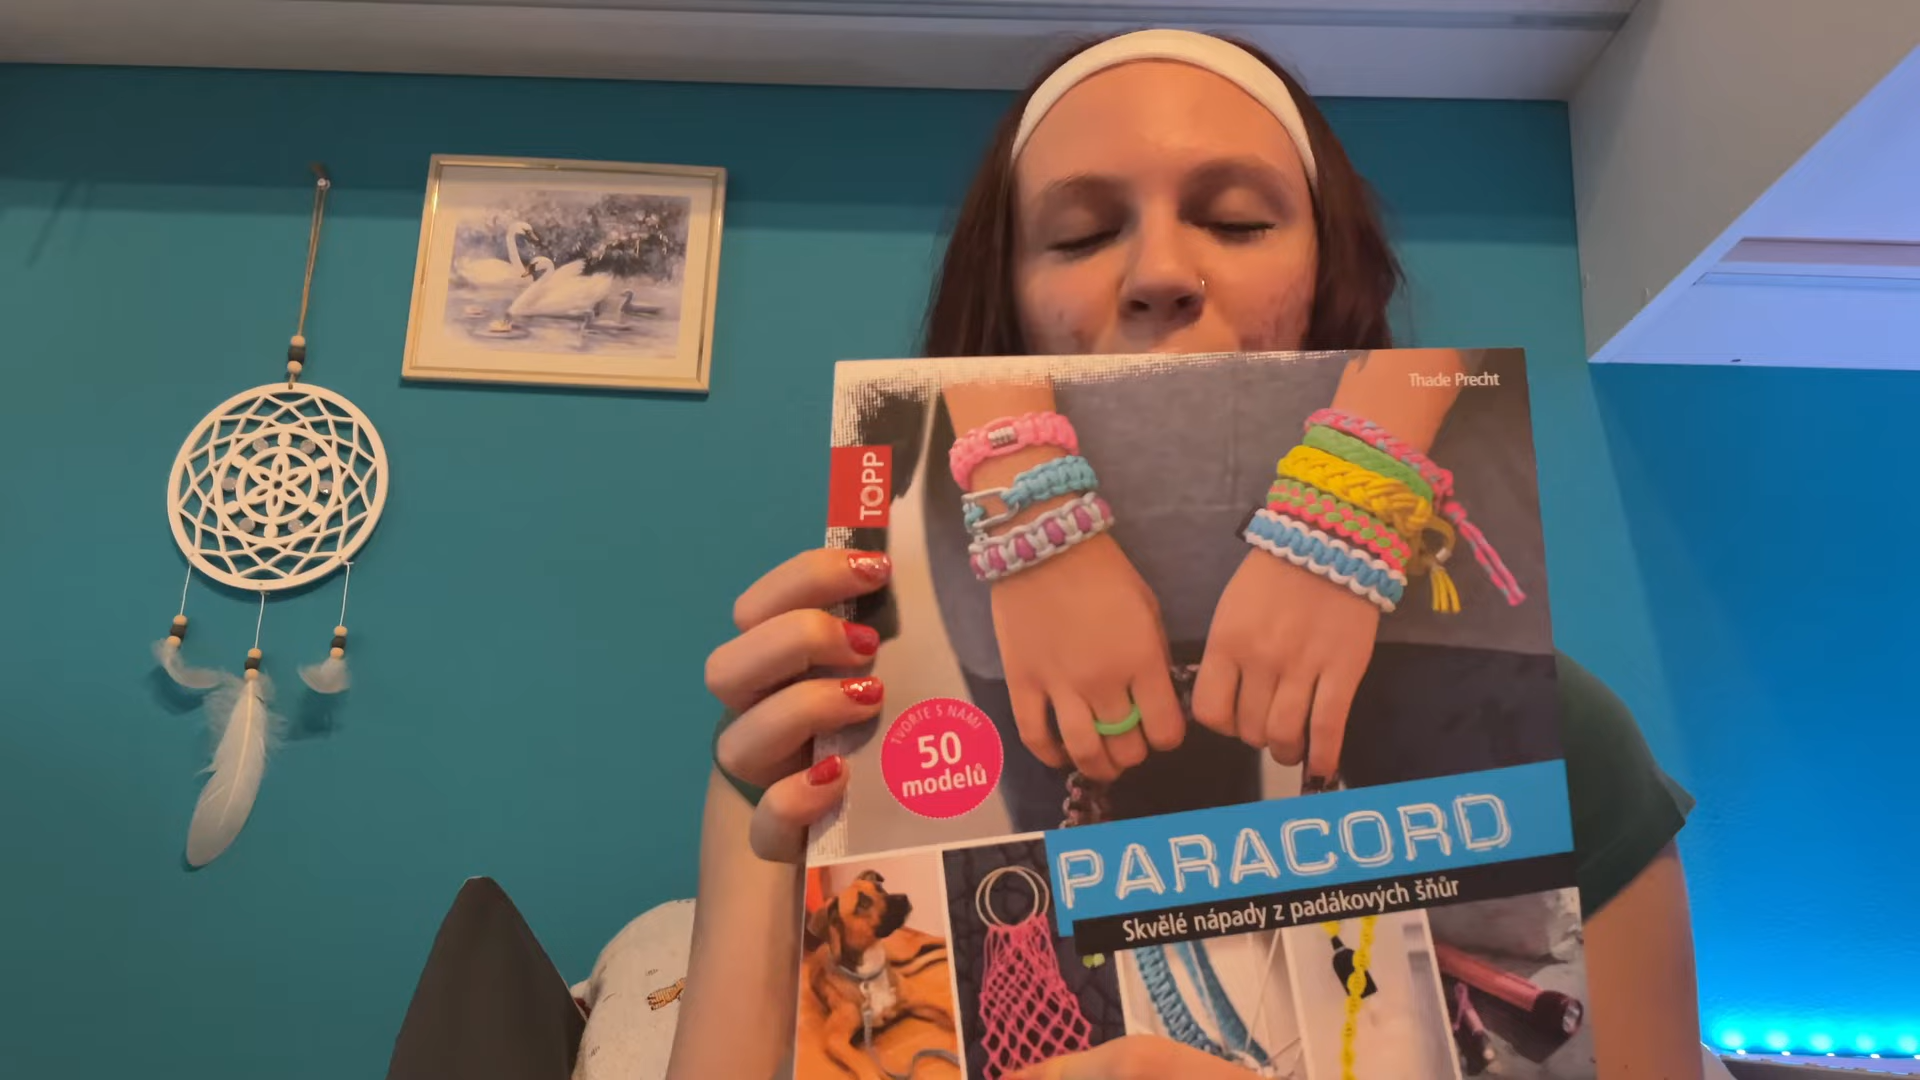 Thade Precht
TOPP
TVOŘTE S NÁMI
50
modelů
PARACORD
Skvělé nápady z padákových šňůr